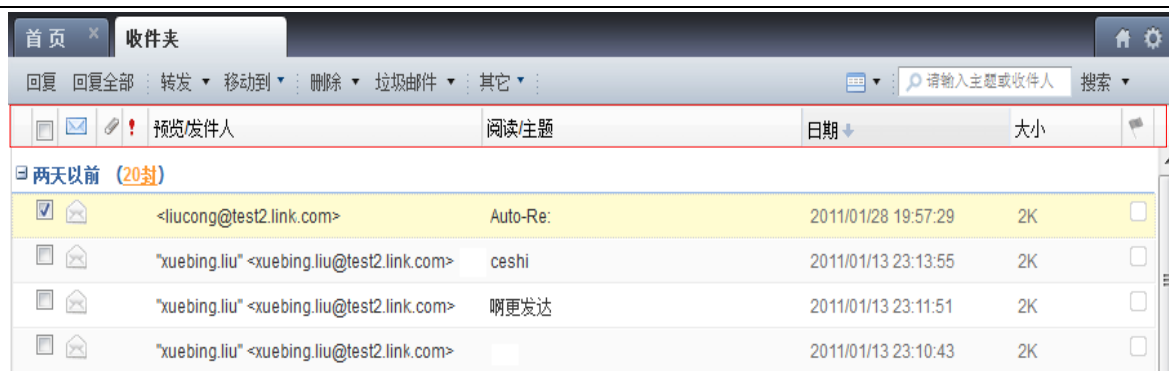 首页 × 收件夹
回复 回复全部 转发 移动到 删除 垃圾邮件 其它 请输入主题或收件人 搜索
预览/发件人 阅读/主题 日期 大小
两天以前 (20封)
<liucong@test2.link.com> Auto-Re: 2011/01/28 19:57:29 2K
"xuebing.liu" <xuebing.liu@test2.link.com> ceshi 2011/01/13 23:13:55 2K
"xuebing.liu" <xuebing.liu@test2.link.com> 啊更发达 2011/01/13 23:11:51 2K
"xuebing.liu" <xuebing.liu@test2.link.com> 2011/01/13 23:10:43 2K